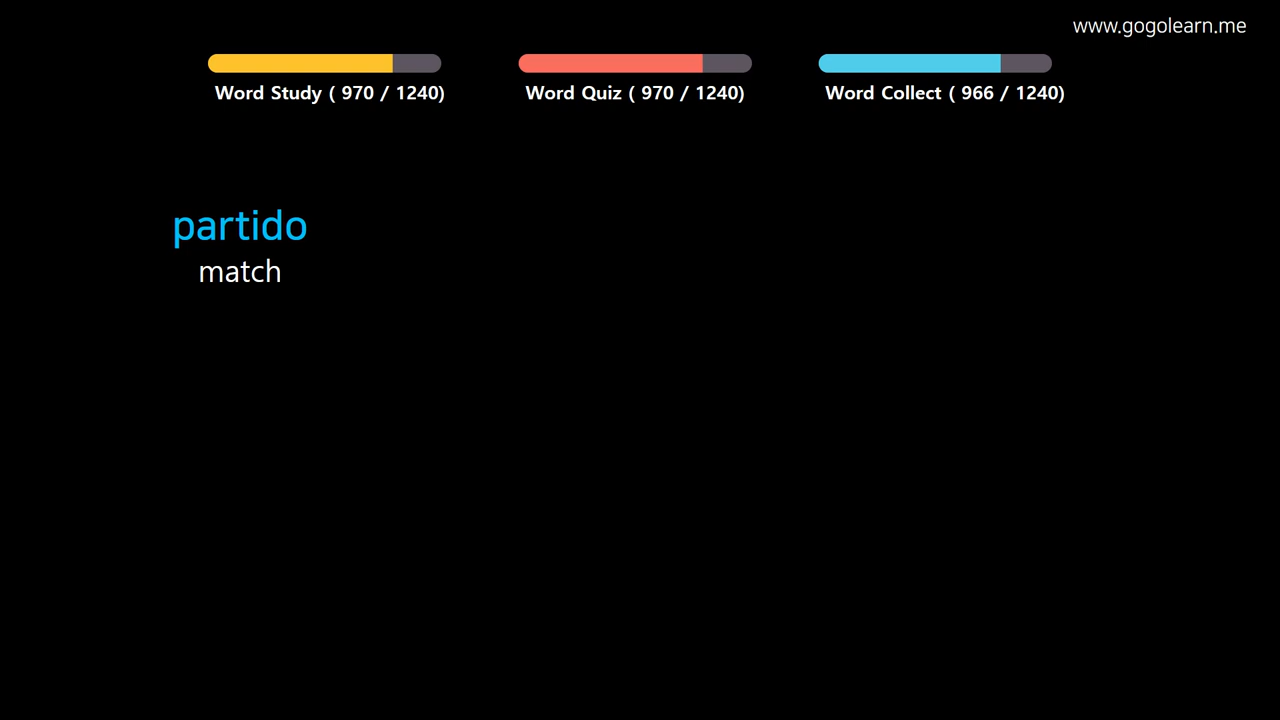 www.gogolearn.me
Word Study ( 970 / 1240)
Word Quiz ( 970 / 1240)
Word Collect ( 966 / 1240)
partido
match